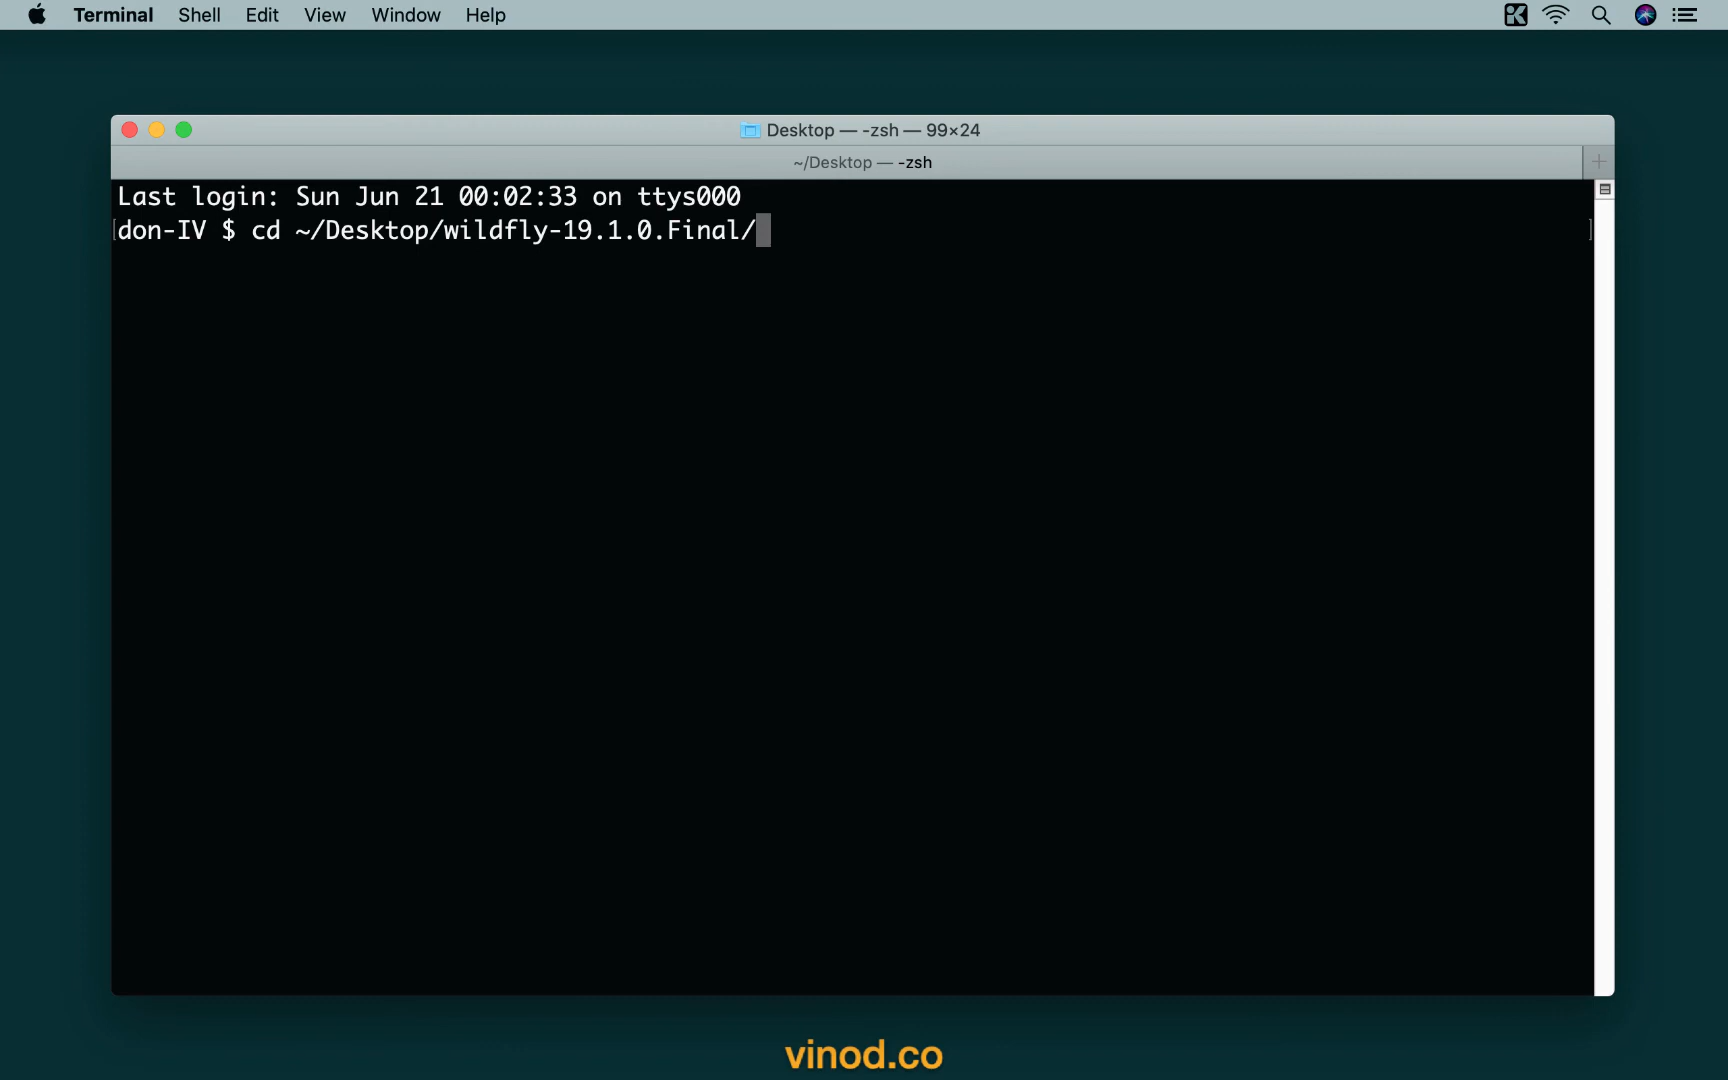 Terminal Shell Edit View Window Help
Desktop — -zsh — 99×24
~/Desktop — -zsh
Last login: Sun Jun 21 00:02:33 on ttys000
[don-IV $ cd ~/Desktop/wildfly-19.1.0.Final/ ]
vinod.co